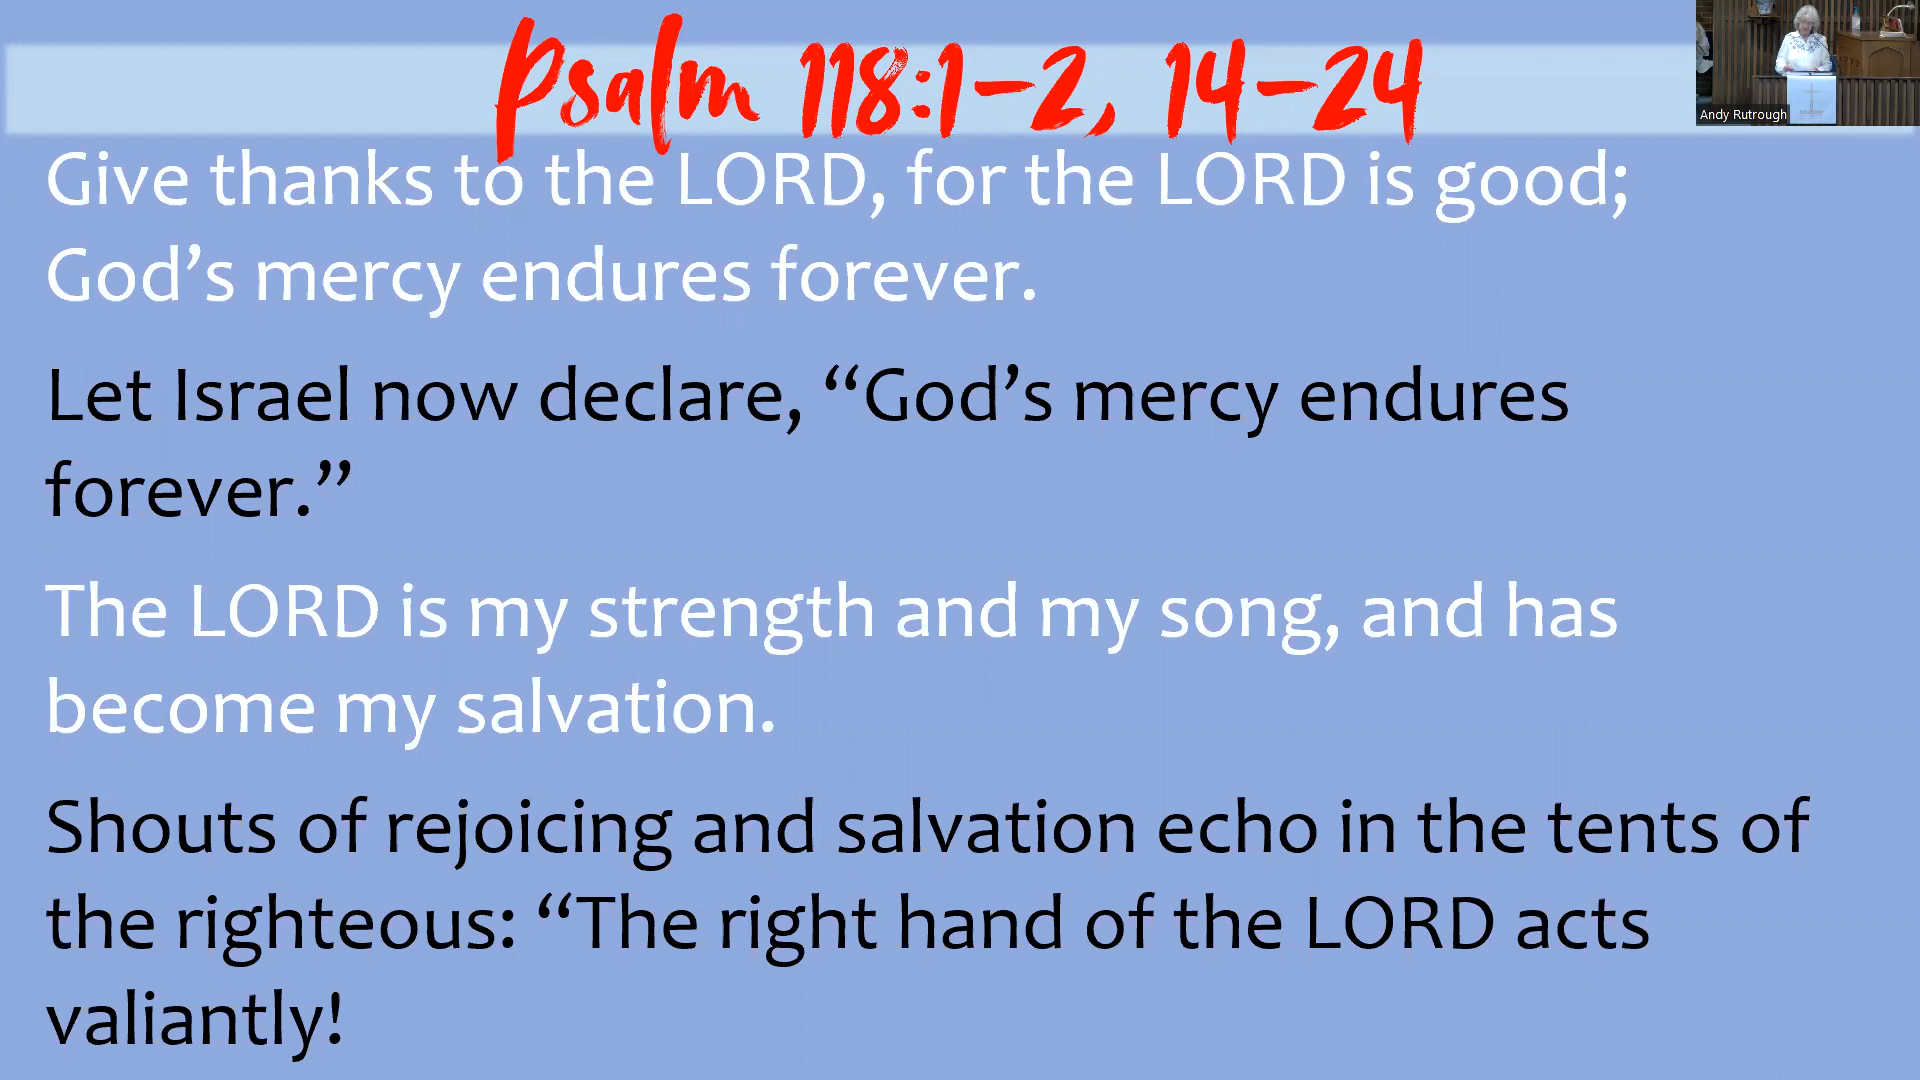 Psalm 118:1–2, 14–24
Andy Rutrough
Give thanks to the LORD, for the LORD is good;
God’s mercy endures forever.
Let Israel now declare, “God’s mercy endures
forever.”
The LORD is my strength and my song, and has
become my salvation.
Shouts of rejoicing and salvation echo in the tents of
the righteous: “The right hand of the LORD acts
valiantly!